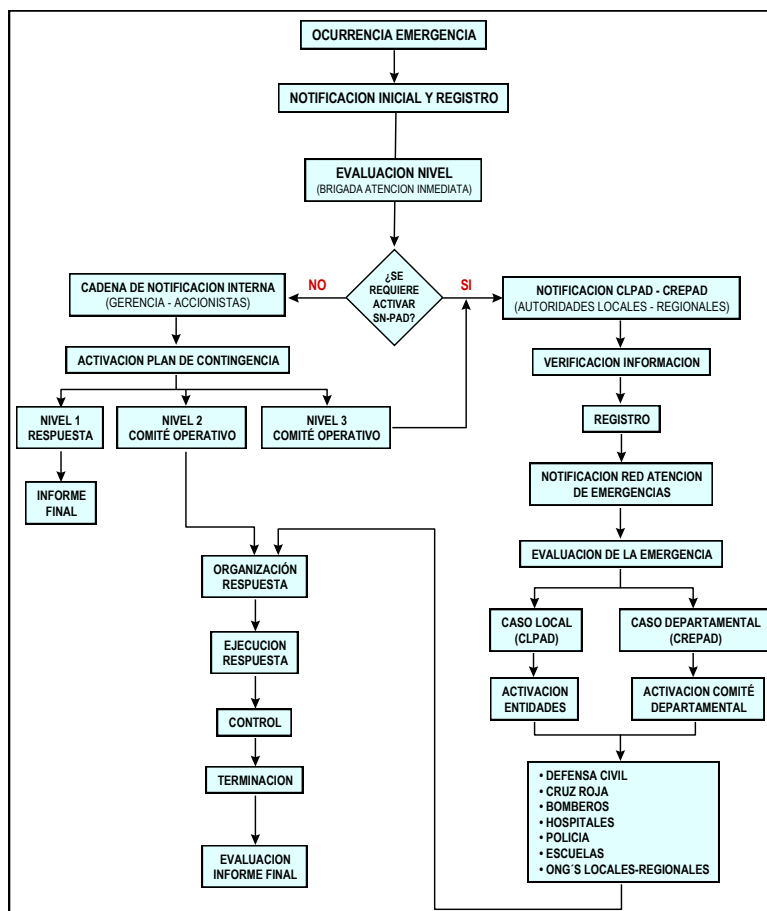 OCURRENCIA EMERGENCIA
NOTIFICACION INICIAL Y REGISTRO
EVALUACION NIVEL
(BRIGADA ATENCION INMEDIATA)
¿SE
REQUIERE
ACTIVAR
SN-PAD?
NO
SI
CADENA DE NOTIFICACION INTERNA
(GERENCIA - ACCIONISTAS)
ACTIVACION PLAN DE CONTINGENCIA
NIVEL 1
RESPUESTA
NIVEL 2
COMITÉ OPERATIVO
NIVEL 3
COMITÉ OPERATIVO
INFORME
FINAL
NOTIFICACION CLPAD - CREPAD
(AUTORIDADES LOCALES - REGIONALES)
VERIFICACION INFORMACION
REGISTRO
NOTIFICACION RED ATENCION
DE EMERGENCIAS
EVALUACION DE LA EMERGENCIA
CASO LOCAL
(CLPAD)
CASO DEPARTAMENTAL
(CREPAD)
ACTIVACION
ENTIDADES
ACTIVACION COMITÉ
DEPARTAMENTAL
• DEFENSA CIVIL
• CRUZ ROJA
• BOMBEROS
• HOSPITALES
• POLICIA
• ESCUELAS
• ONG´S LOCALES-REGIONALES
ORGANIZACIÓN
RESPUESTA
EJECUCION
RESPUESTA
CONTROL
TERMINACION
EVALUACION
INFORME FINAL